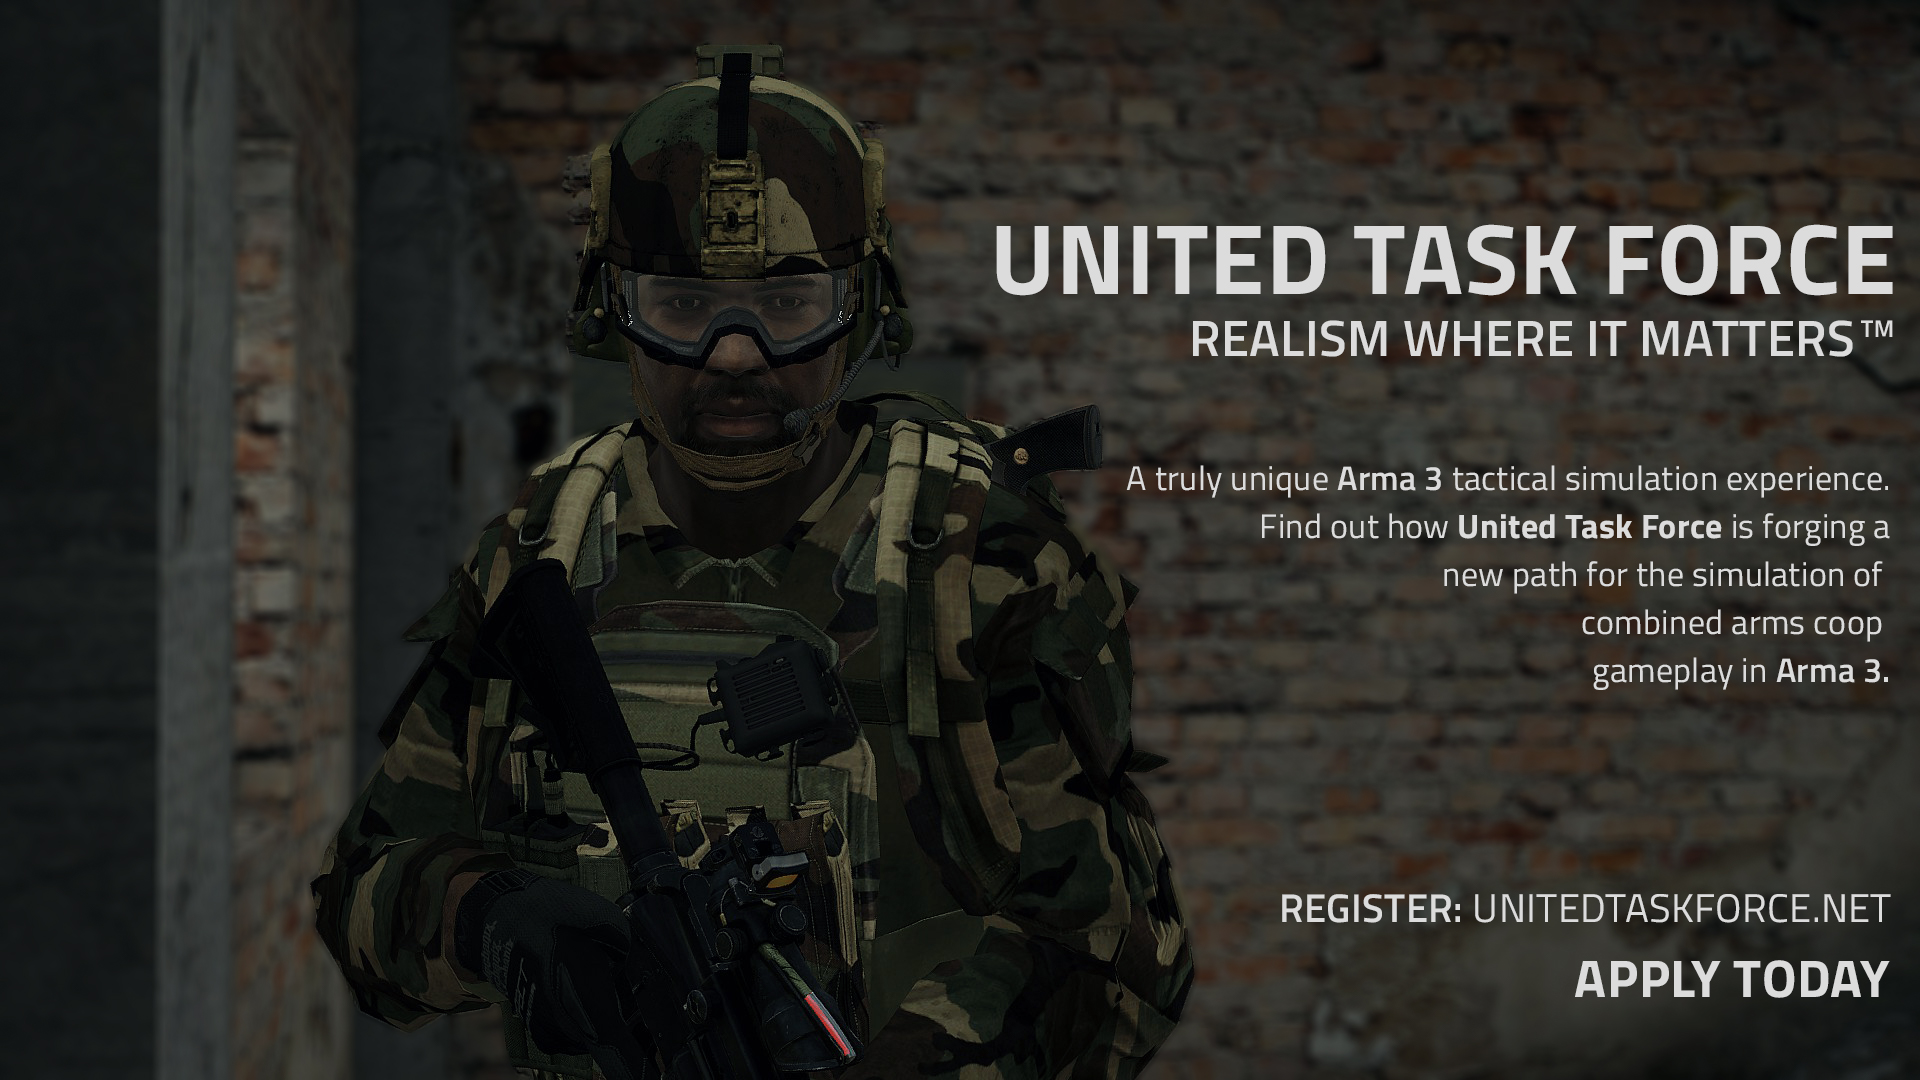 UNITED TASK FORCE
REALISM WHERE IT MATTERS™
A truly unique Arma 3 tactical simulation experience.
Find out how United Task Force is forging a
new path for the simulation of
combined arms coop
gameplay in Arma 3.
REGISTER: UNITEDTASKFORCE.NET
APPLY TODAY